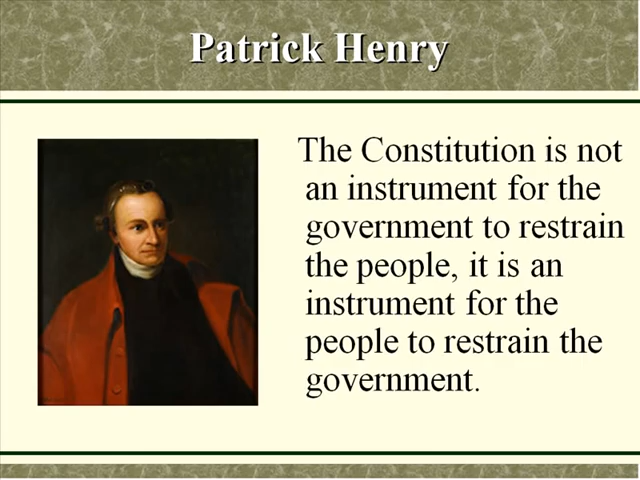 Patrick Henry
The Constitution is not
an instrument for the
government to restrain
the people, it is an
instrument for the
people to restrain the
government.